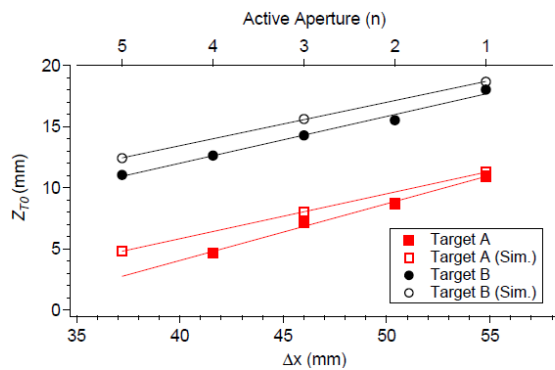 Active Aperture (n)
5 4 3 2 1
20
15
10
5
0
Z_T0 (mm)
Target A
Target A (Sim.)
Target B
Target B (Sim.)
35 40 45 50 55
Δx (mm)